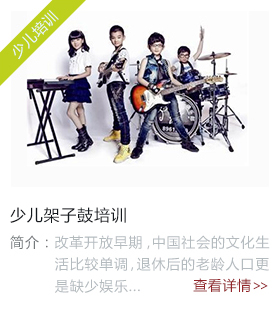 少儿培训
少儿架子鼓培训
简介：改革开放早期,中国社会的文化生
活比较单调,退休后的老龄人口更
是缺少娱乐... 查看详情>>